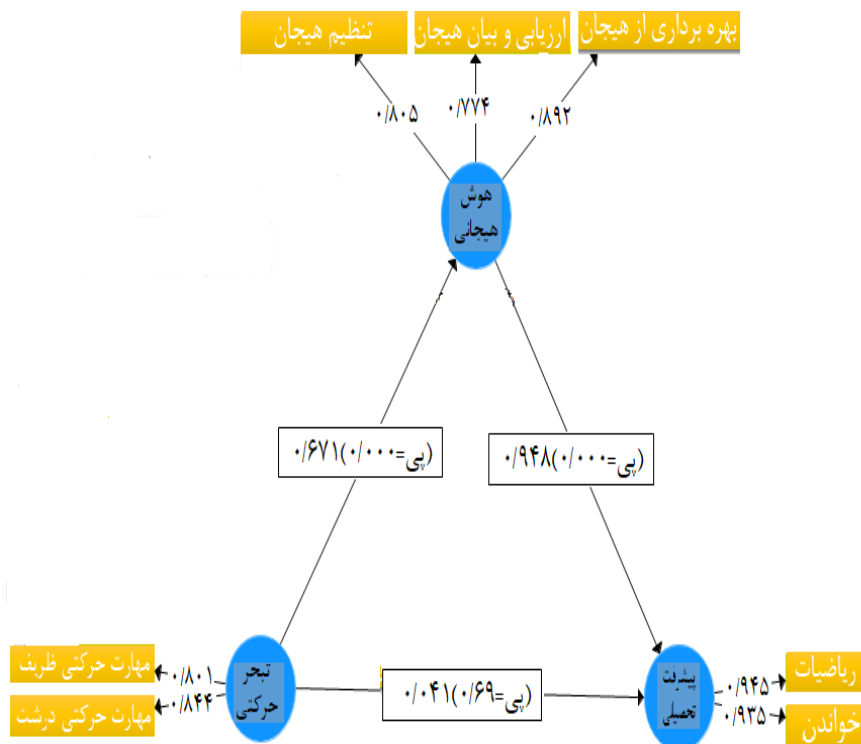 بهره برداری از هیجان
ارزیابی و بیان هیجان
تنظیم هیجان
۰/۸۹۲
۰/۷۷۴
۰/۸۰۵
هوش
هیجانی
۰/۹۴۸(پی=۰/۰۰۰)
۰/۶۷۱(پی=۰/۰۰۰)
ریاضیات
۰/۹۴۵
پیشرفت
تحصیلی
۰/۹۳۵
خواندن
۰/۰۴۱(پی=۰/۶۹)
تبحر
حرکتی
۰/۸۰۱
مهارت حرکتی ظریف
۰/۸۴۴
مهارت حرکتی درشت